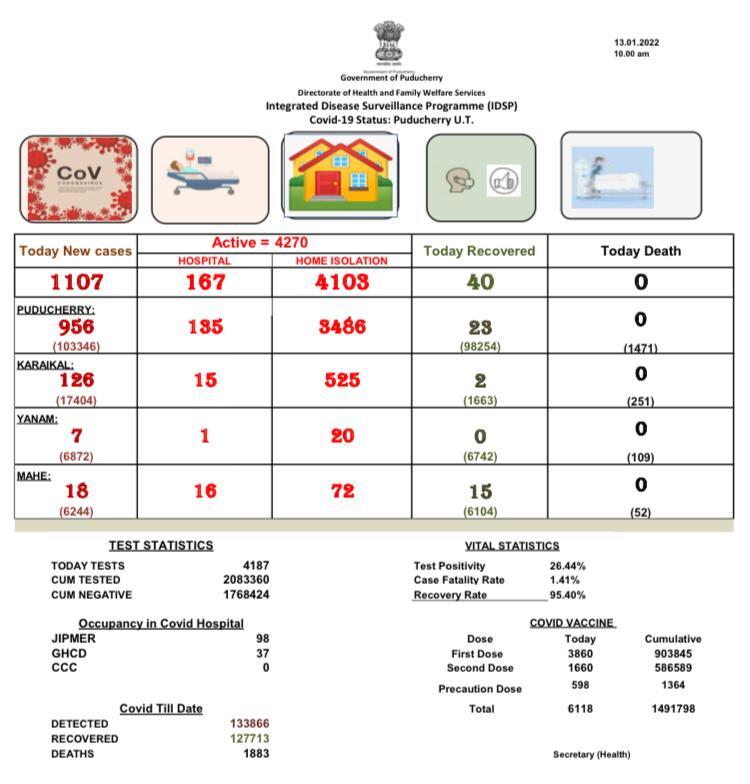 13.01.2022
10.00 am
Government of Puducherry
Government of Puducherry
Directorate of Health and Family Welfare Services
Integrated Disease Surveillance Programme (IDSP)
Covid-19 Status: Puducherry U.T.
CoV
CORONAVIRUS
Today New cases
Active = 4270
HOSPITAL
HOME ISOLATION
Today Recovered
Today Death
1107 167 4103 40 0
PUDUCHERRY:
956 135 3486 23 0
(103346) (98254) (1471)
KARAIKAL:
126 15 525 2 0
(17404) (1663) (251)
YANAM:
7 1 20 0 0
(6872) (6742) (109)
MAHE:
18 16 72 15 0
(6244) (6104) (52)
TEST STATISTICS
TODAY TESTS 4187
CUM TESTED 2083360
CUM NEGATIVE 1768424
VITAL STATISTICS
Test Positivity 26.44%
Case Fatality Rate 1.41%
Recovery Rate 95.40%
Occupancy in Covid Hospital
JIPMER 98
GHCD 37
CCC 0
COVID VACCINE
Dose Today Cumulative
First Dose 3860 903845
Second Dose 1660 586589
Precaution Dose 598 1364
Total 6118 1491798
Covid Till Date
DETECTED 133866
RECOVERED 127713
DEATHS 1883
Secretary (Health)